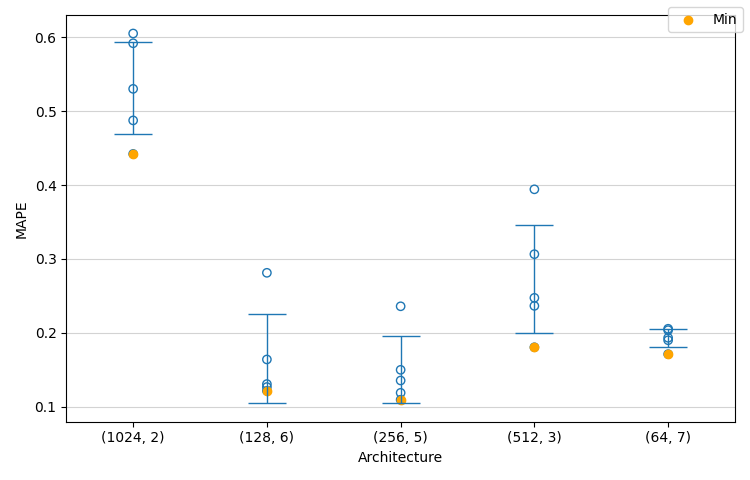 Min
0.6
0.5
0.4
0.3
0.2
0.1
MAPE
(1024, 2) (128, 6) (256, 5) (512, 3) (64, 7)
Architecture